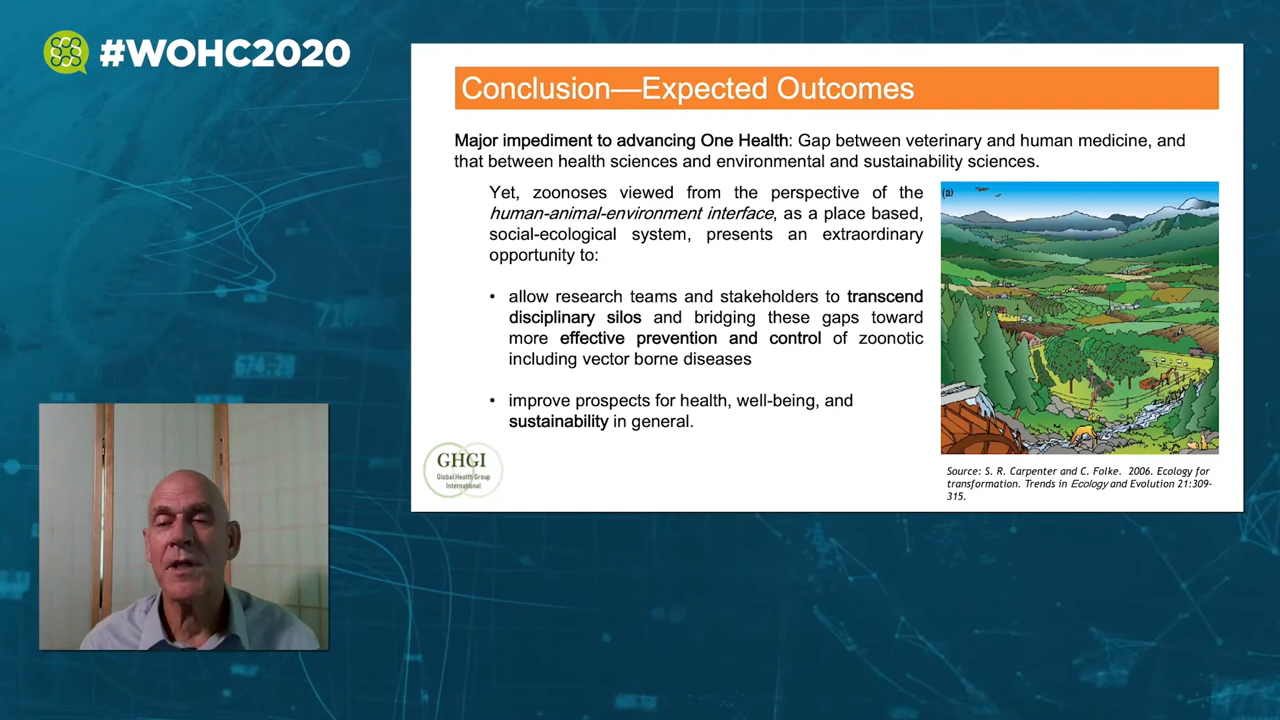 #WOHC2020
Conclusion—Expected Outcomes
Major impediment to advancing One Health: Gap between veterinary and human medicine, and
that between health sciences and environmental and sustainability sciences.
Yet, zoonoses viewed from the perspective of the
human-animal-environment interface, as a place based,
social-ecological system, presents an extraordinary
opportunity to:
• allow research teams and stakeholders to transcend
disciplinary silos and bridging these gaps toward
more effective prevention and control of zoonotic
including vector borne diseases
• improve prospects for health, well-being, and
sustainability in general.
GHGI
Global Health Group
International
(a)
Source: S. R. Carpenter and C. Folke. 2006. Ecology for
transformation. Trends in Ecology and Evolution 21:309-
315.